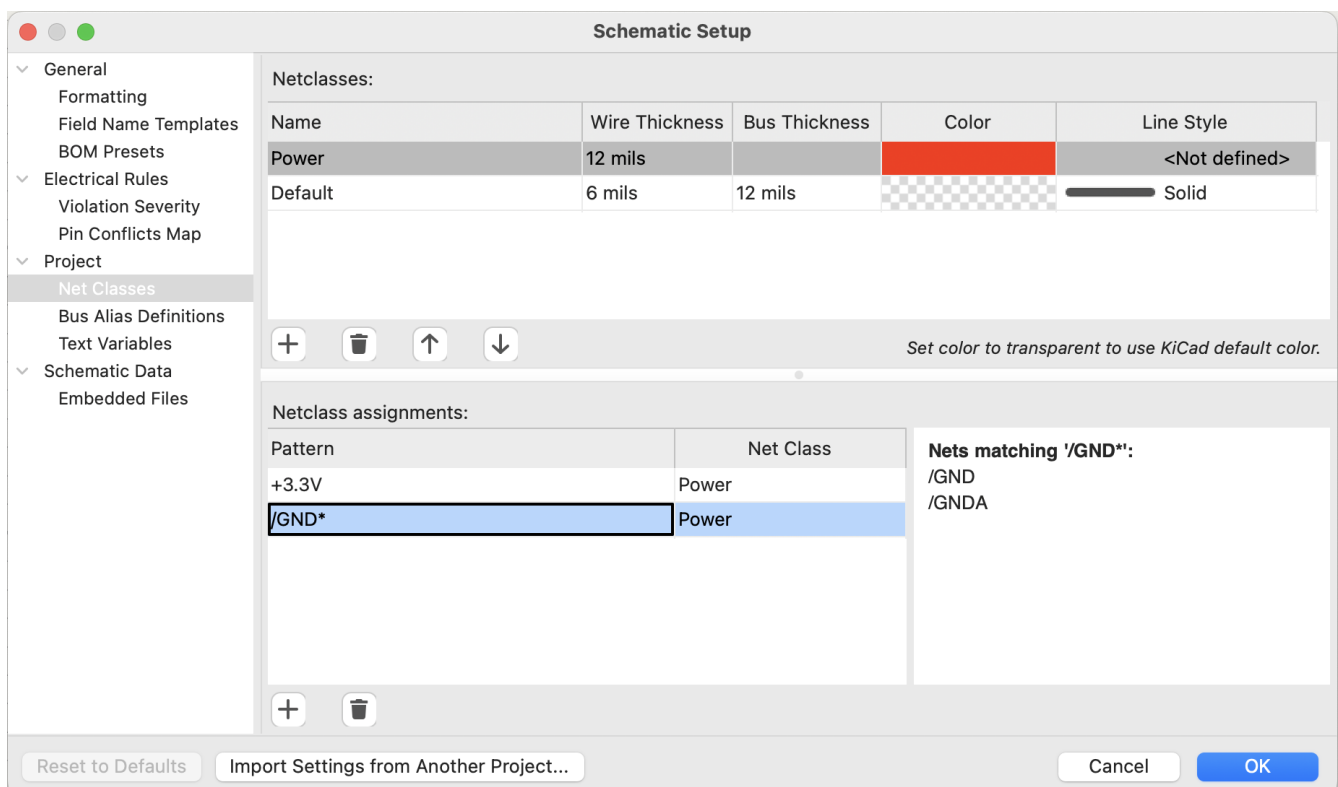 Schematic Setup
General
Formatting
Field Name Templates
BOM Presets
Electrical Rules
Violation Severity
Pin Conflicts Map
Project
Net Classes
Bus Alias Definitions
Text Variables
Schematic Data
Embedded Files
Netclasses:
Name Wire Thickness Bus Thickness Color Line Style
Power 12 mils <Not defined>
Default 6 mils 12 mils Solid
Set color to transparent to use KiCad default color.
Netclass assignments:
Pattern Net Class
+3.3V Power
/GND* Power
Nets matching '/GND*':
/GND
/GNDA
Reset to Defaults Import Settings from Another Project... Cancel OK